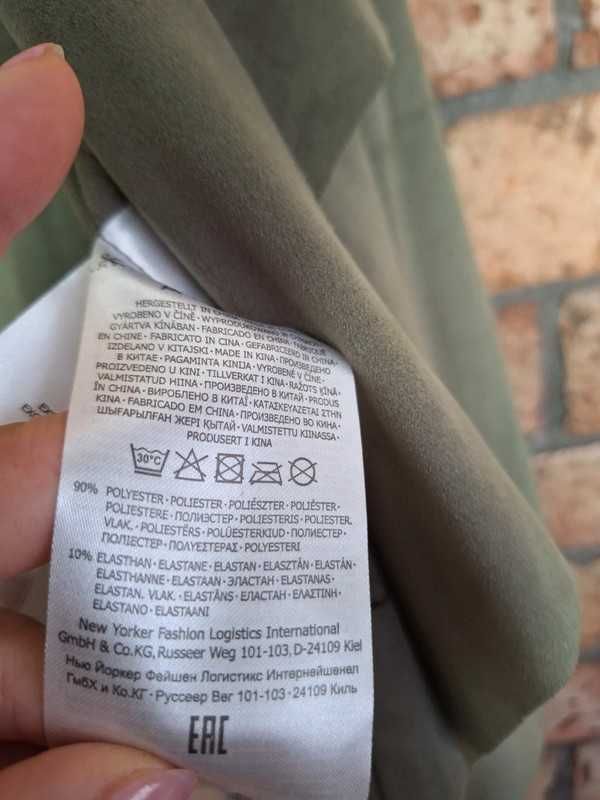 HERGESTELLT IN
VYROBENO V ČÍNĚ · WYPRODUKOWANO
GYÁRTVA KÍNÁBAN · FABRICADO EN CHINA · FABRIQUÉ
EN CHINE · FABRICATO IN CINA · GEFABRICEERD IN CHINA ·
IZDELANO V KITAJSKI · MADE IN KINA · ПРОИЗВЕДЕНО
В КИТАЕ · PAGAMINTA KINIJA · VYROBENÉ V ČÍNE ·
PROIZVEDENO U KINI · TILLVERKAT I KINA · RAŽOTS ĶĪNĀ
VALMISTATUD HIINA · ПРОИЗВЕДЕНО В КИТАЙ · PRODUS
ÎN CHINA · ВИРОБЛЕНО В КИТАЇ · ΚΑΤΑΣΚΕΥΑΖΕΤΑΙ ΣΤΗΝ
ΚΙΝΑ · FABRICADO EM CHINA · ПРОИЗВЕДЕНО ВО КИНА ·
ШЫҒАРЫЛҒАН ЖЕРІ ҚЫТАЙ · VALMISTETTU KIINASSA ·
PRODUSERT I KINA
30°C
90% POLYESTER · POLIESTER · POLIÉSZTER · POLIÉSTER ·
POLIESTERE · ПОЛИЭСТЕР · POLIESTERIS · POLIESTER.
VLAK. · POLIESTERS · POLÜESTERKIUD · ПОЛИЕСТЕР ·
ПОЛІЕСТЕР · ΠΟΛΥΕΣΤΕΡΑΣ · POLYESTERI
10% ELASTHAN · ELASTANE · ELASTAN · ELASZTÁN · ELASTÁN ·
ELASTHANNE · ELASTAAN · ЭЛАСТАН · ELASTANAS ·
ELASTAN. VLAK. · ELASTĀNS · ЕЛАСТАН · ΕΛΑΣΤΙΝΗ ·
ELASTANO · ELASTAANI
New Yorker Fashion Logistics International
GmbH & Co.KG, Russeer Weg 101-103, D-24109 Kiel
Нью Йоркер Фейшен Логистикс Интернейшенел
ГмбХ и Ко.КГ · Руссеер Вег 101-103 · 24109 Киль
EAC